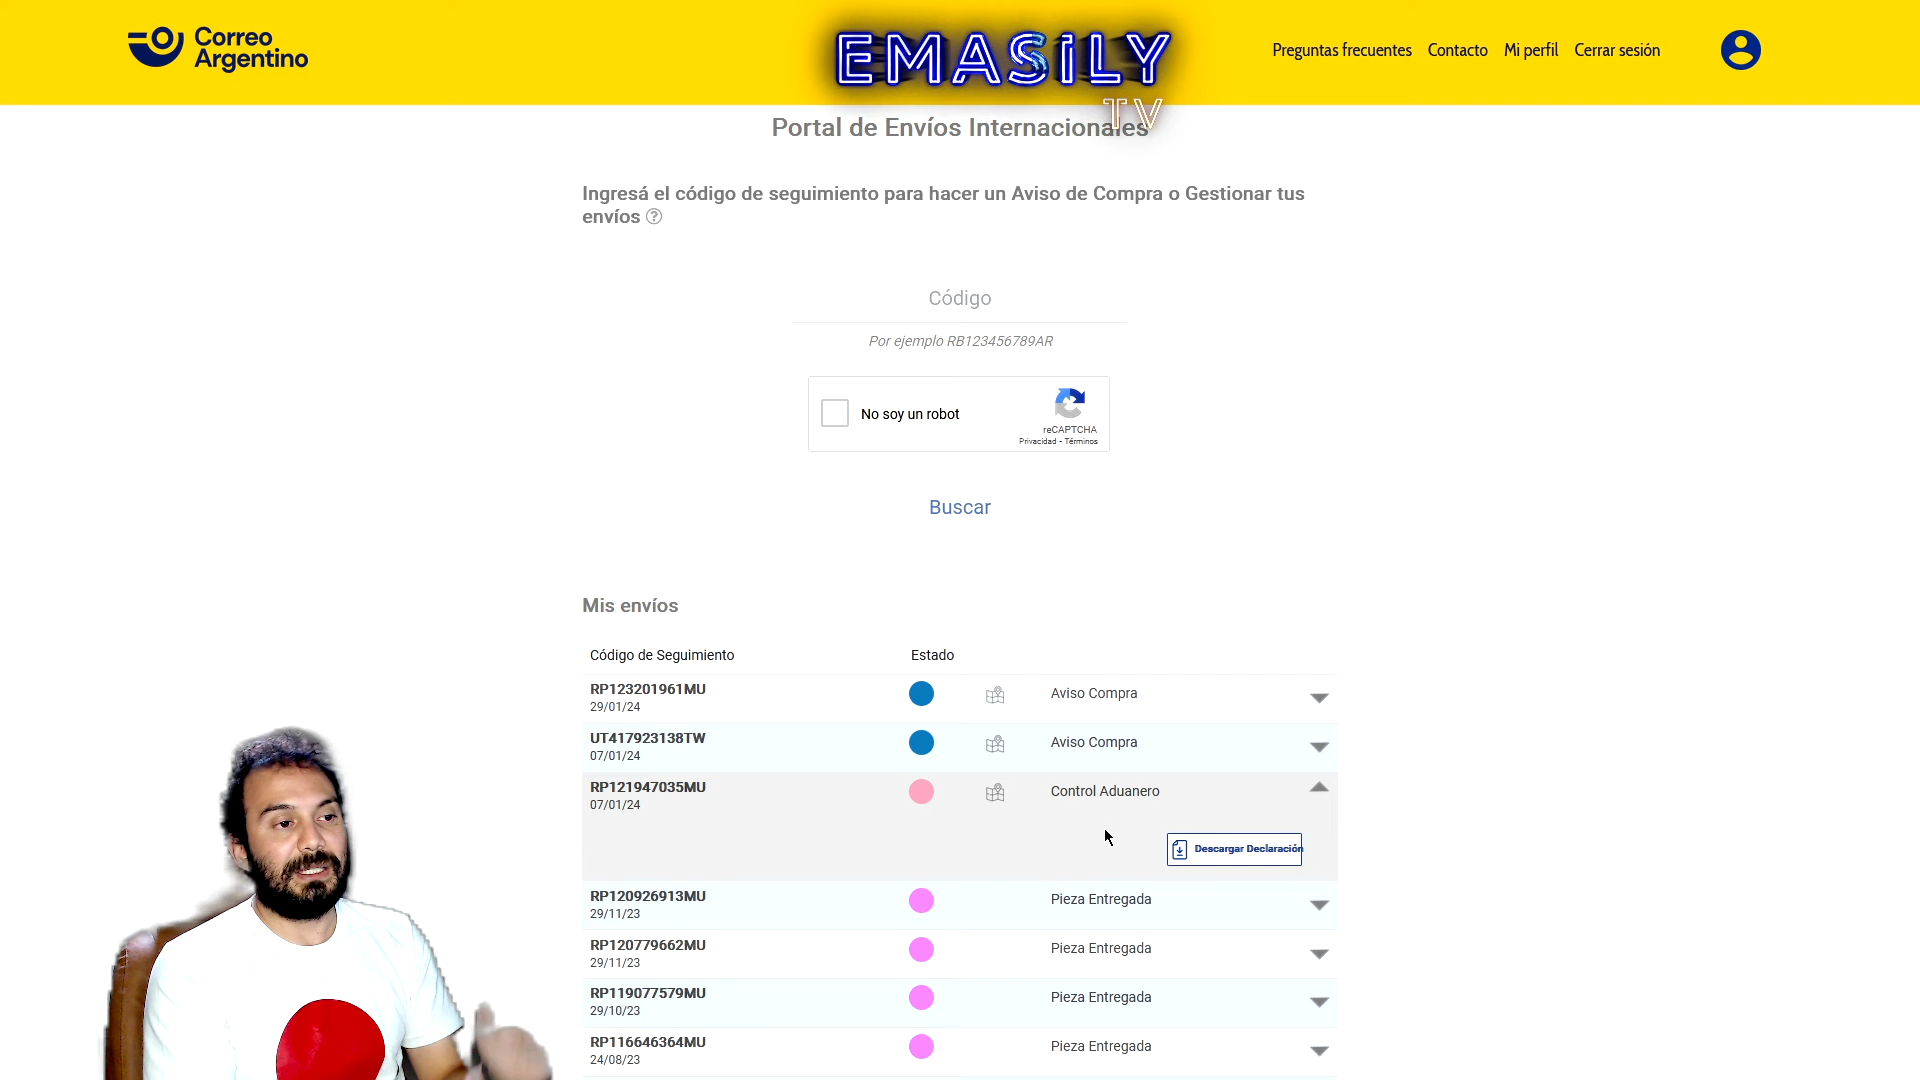 Correo
Argentino
EMASILY
TV
Preguntas frecuentes
Contacto
Mi perfil
Cerrar sesión
Portal de Envíos Internacionales
Ingresá el código de seguimiento para hacer un Aviso de Compra o Gestionar tus
envíos ?
Código
Por ejemplo RB123456789AR
No soy un robot
reCAPTCHA
Privacidad - Términos
Buscar
Mis envíos
Código de Seguimiento Estado
RP123201961MU Aviso Compra
29/01/24
UT417923138TW Aviso Compra
07/01/24
RP121947035MU Control Aduanero
07/01/24
Descargar Declaración
RP120926913MU Pieza Entregada
29/11/23
RP120779662MU Pieza Entregada
29/11/23
RP119077579MU Pieza Entregada
29/10/23
RP116646364MU Pieza Entregada
24/08/23